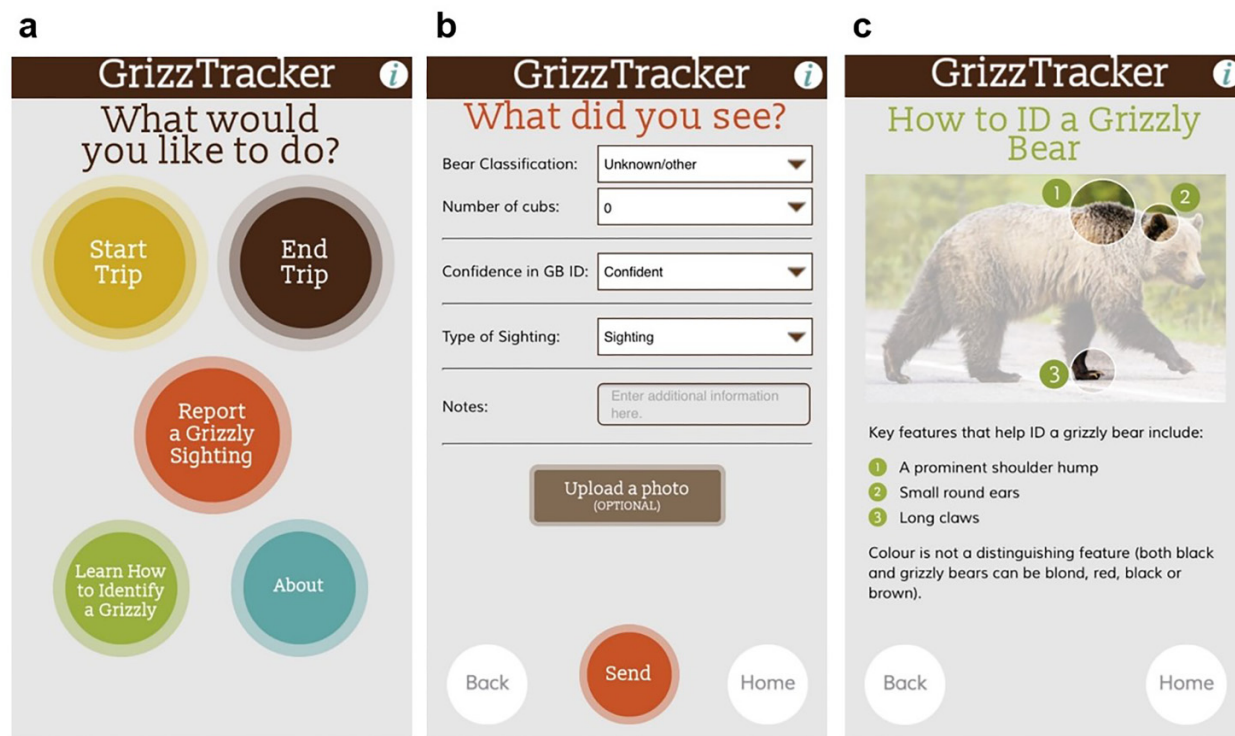 a
GrizzTracker i
What would
you like to do?
Start
Trip
End
Trip
Report
a Grizzly
Sighting
Learn How
to Identify
a Grizzly
About
b
GrizzTracker i
What did you see?
Bear Classification: Unknown/other
Number of cubs: 0
Confidence in GB ID: Confident
Type of Sighting: Sighting
Notes: Enter additional information
here.
Upload a photo
(OPTIONAL)
Back
Send
Home
c
GrizzTracker i
How to ID a Grizzly
Bear
1
2
3
Key features that help ID a grizzly bear include:
1 A prominent shoulder hump
2 Small round ears
3 Long claws
Colour is not a distinguishing feature (both black
and grizzly bears can be blond, red, black or
brown).
Back
Home